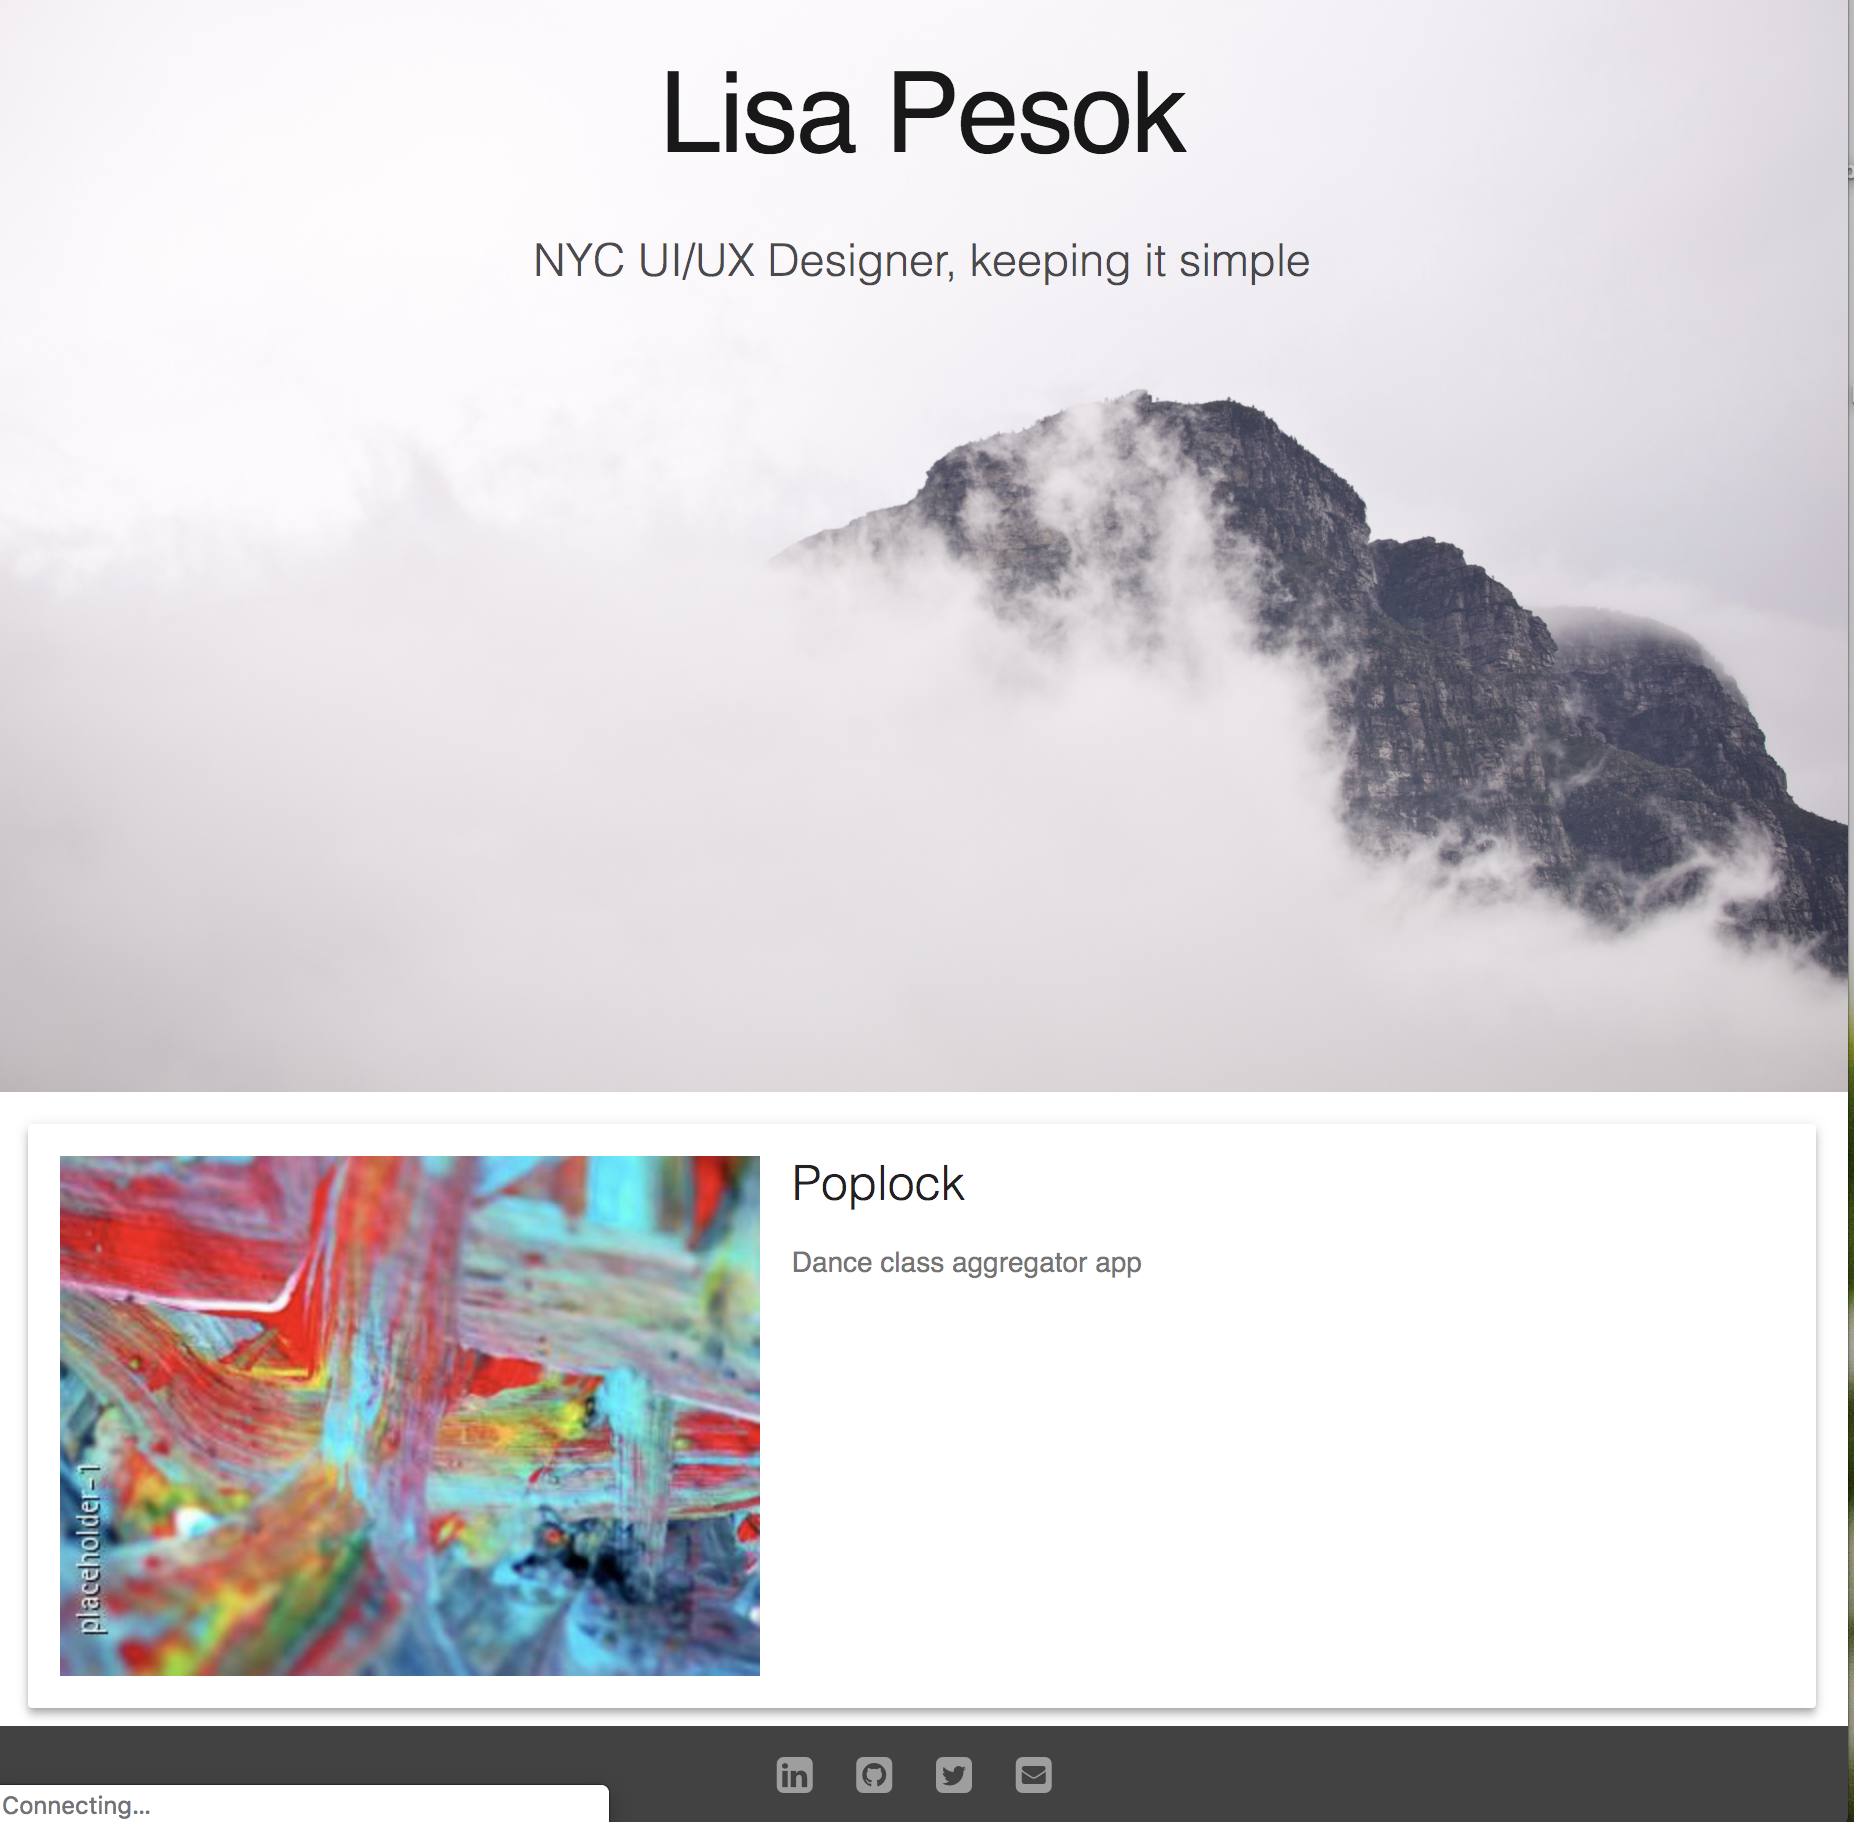 Lisa Pesok
NYC UI/UX Designer, keeping it simple
Poplock
Dance class aggregator app
placeholder-1
in
Connecting...